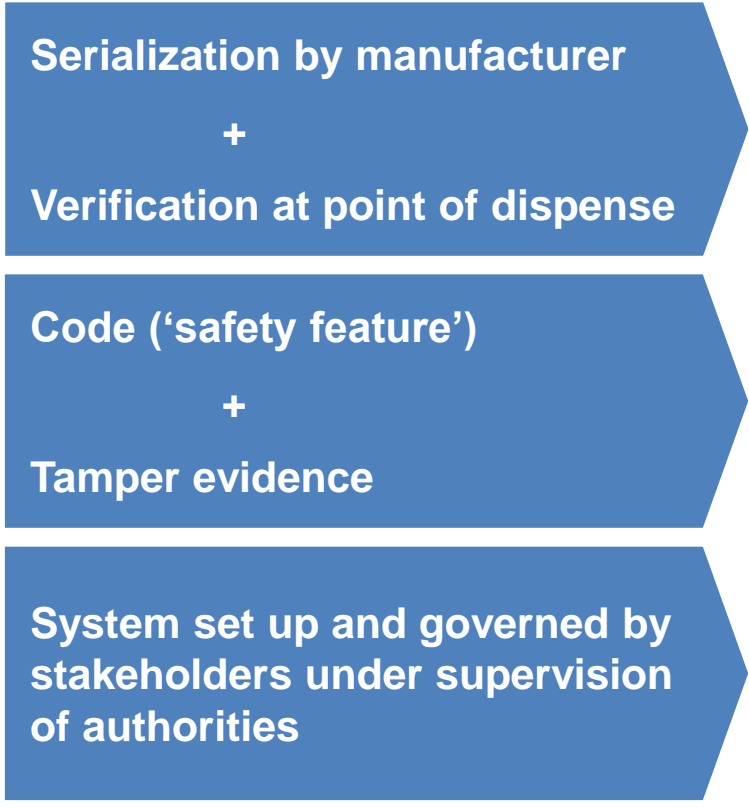 Serialization by manufacturer
+
Verification at point of dispense
Code (‘safety feature’)
+
Tamper evidence
System set up and governed by
stakeholders under supervision
of authorities